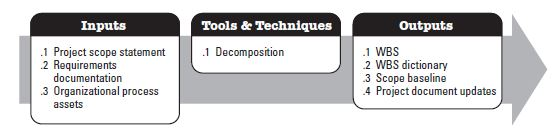 Inputs
.1 Project scope statement
.2 Requirements
documentation
.3 Organizational process
assets
Tools & Techniques
.1 Decomposition
Outputs
.1 WBS
.2 WBS dictionary
.3 Scope baseline
.4 Project document updates